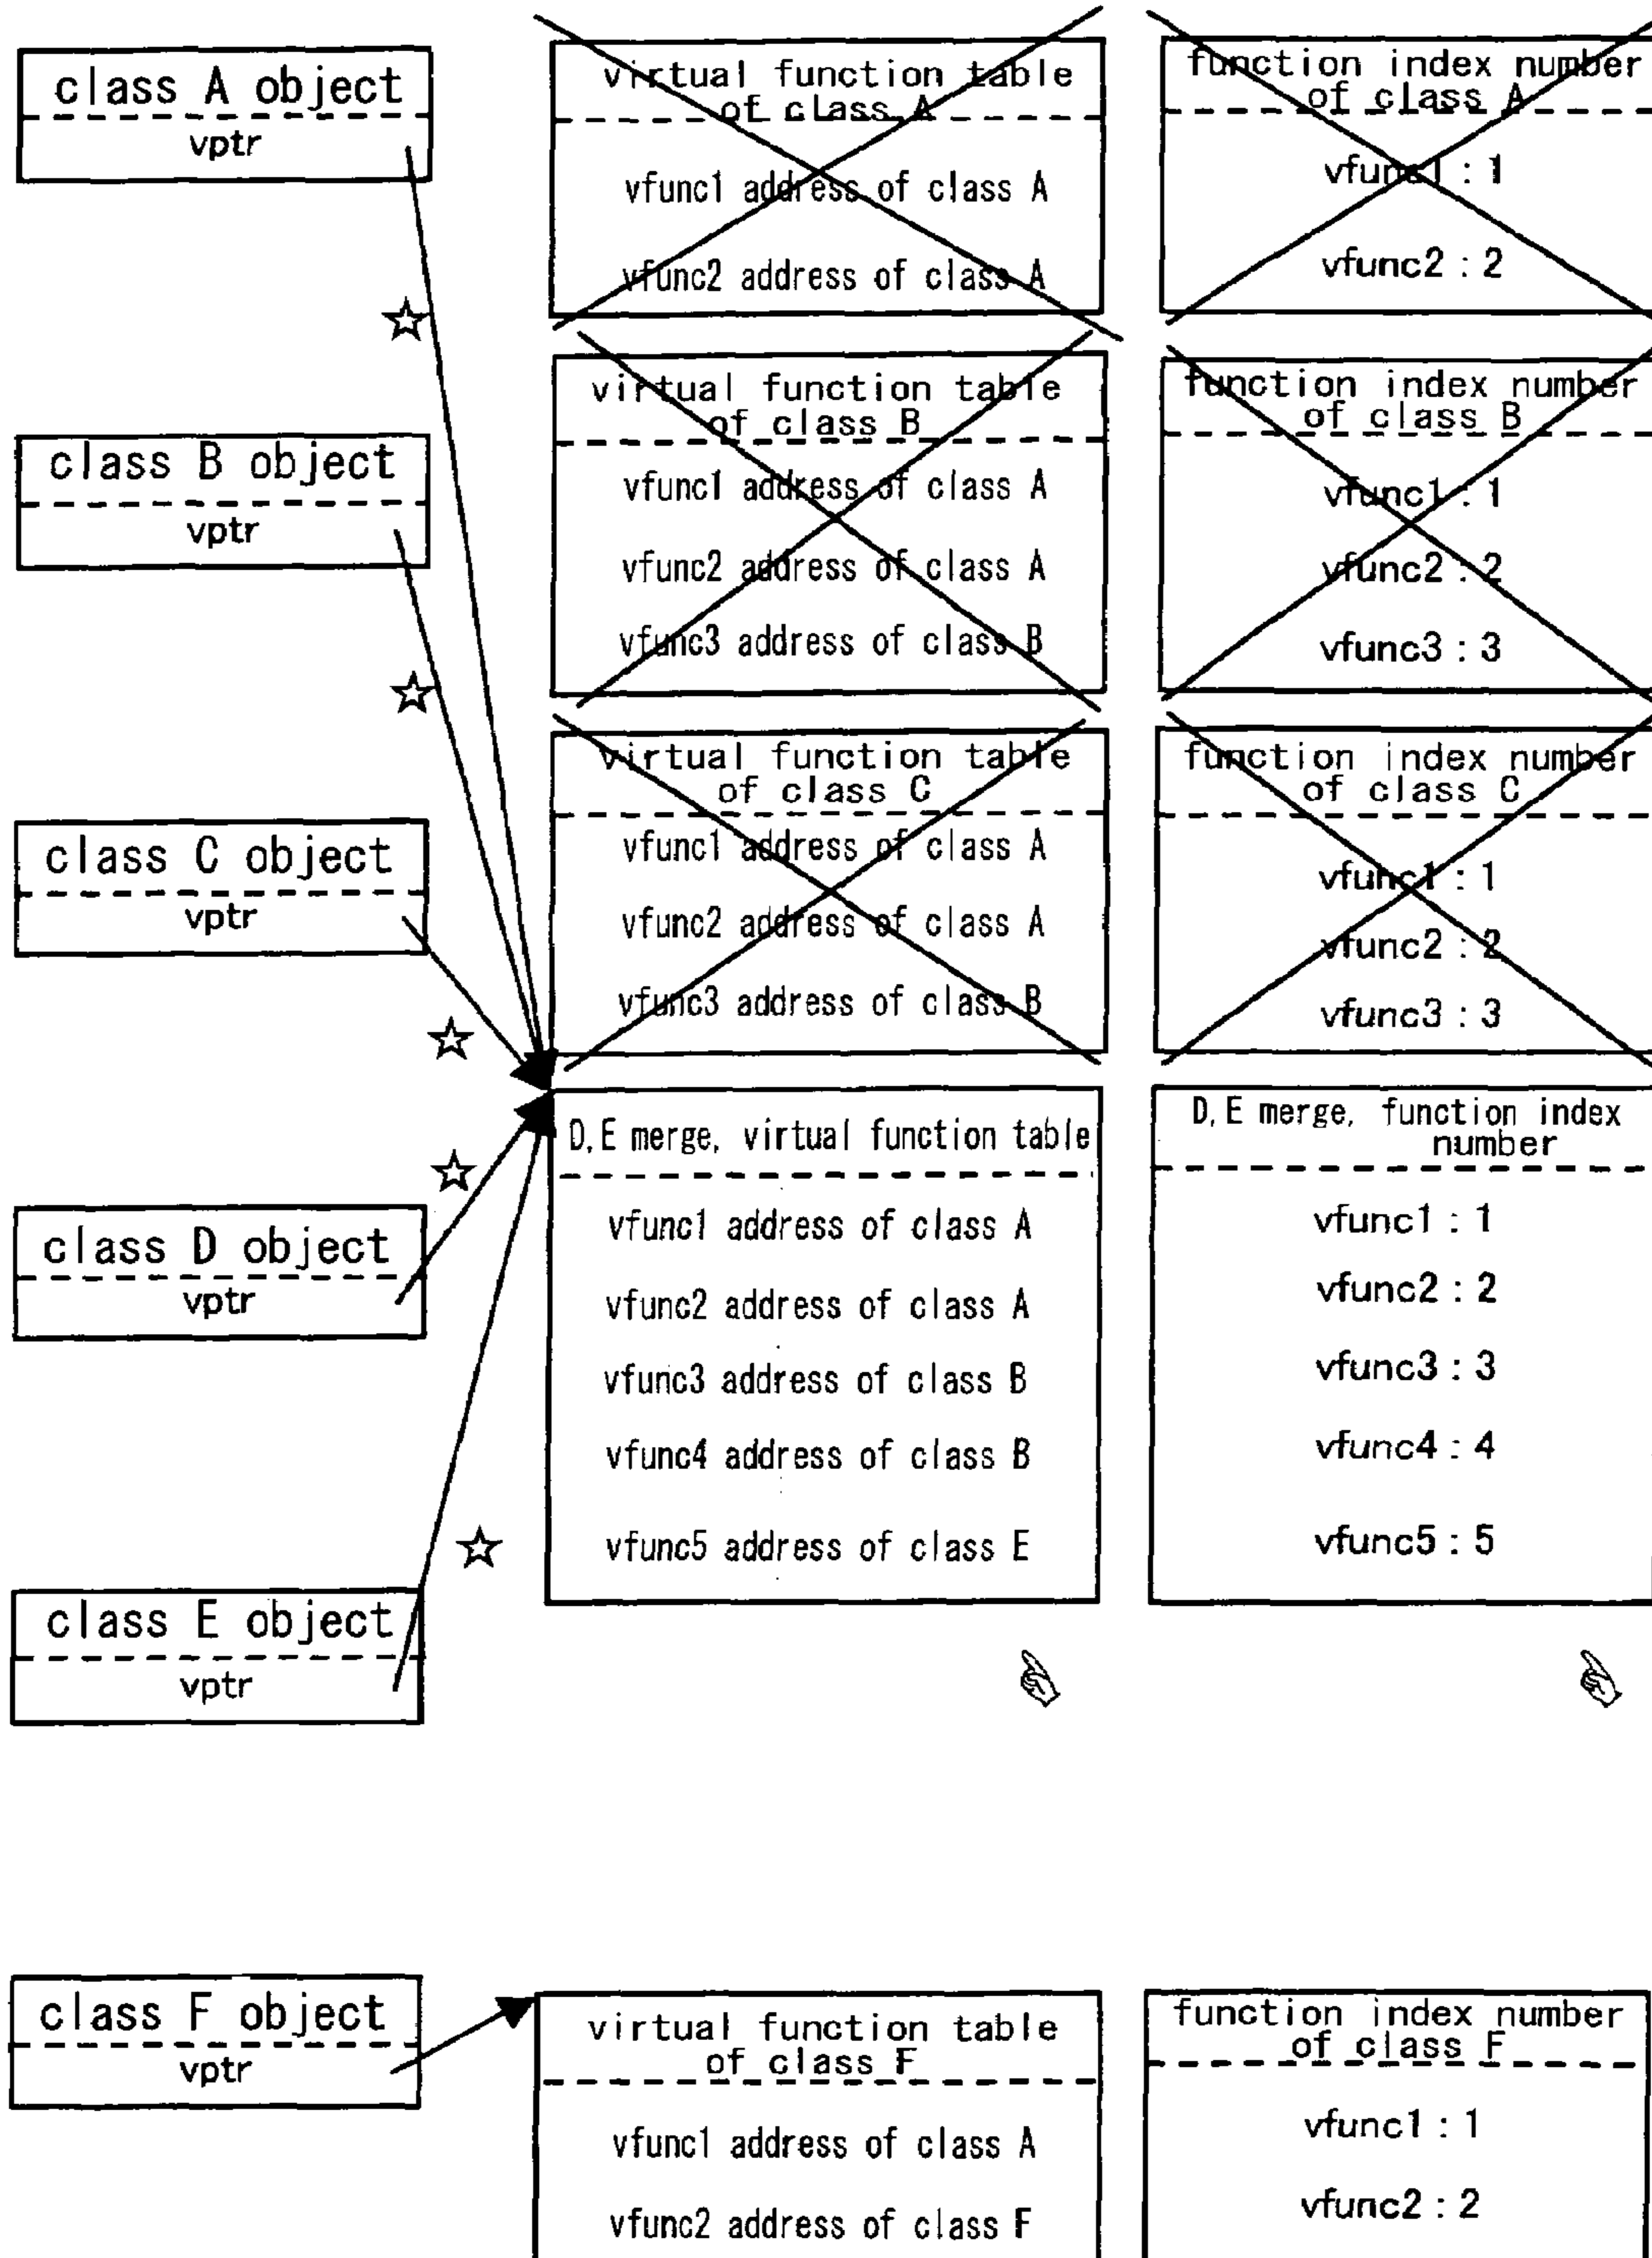 class A object
vptr
virtual function table
of class A
vfunc1 address of class A
vfunc2 address of class A
function index number
of class A
vfunc1 : 1
vfunc2 : 2
class B object
vptr
virtual function table
of class B
vfunc1 address of class A
vfunc2 address of class A
vfunc3 address of class B
function index number
of class B
vfunc1 : 1
vfunc2 : 2
vfunc3 : 3
class C object
vptr
virtual function table
of class C
vfunc1 address of class A
vfunc2 address of class A
vfunc3 address of class B
function index number
of class C
vfunc1 : 1
vfunc2 : 2
vfunc3 : 3
class D object
vptr
D, E merge, virtual function table
vfunc1 address of class A
vfunc2 address of class A
vfunc3 address of class B
vfunc4 address of class B
vfunc5 address of class E
D, E merge, function index
number
vfunc1 : 1
vfunc2 : 2
vfunc3 : 3
vfunc4 : 4
vfunc5 : 5
class E object
vptr
class F object
vptr
virtual function table
of class F
vfunc1 address of class A
vfunc2 address of class F
function index number
of class F
vfunc1 : 1
vfunc2 : 2